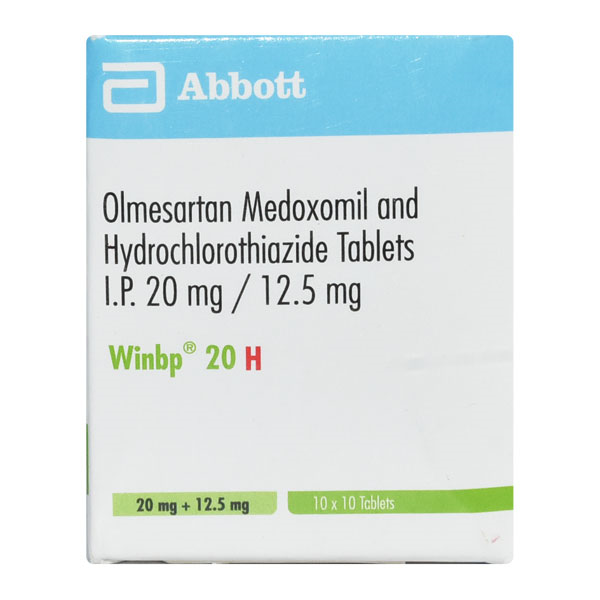 Abbott
Olmesartan Medoxomil and
Hydrochlorothiazide Tablets
I.P. 20 mg / 12.5 mg
Winbp® 20 H
20 mg + 12.5 mg
10 x 10 Tablets